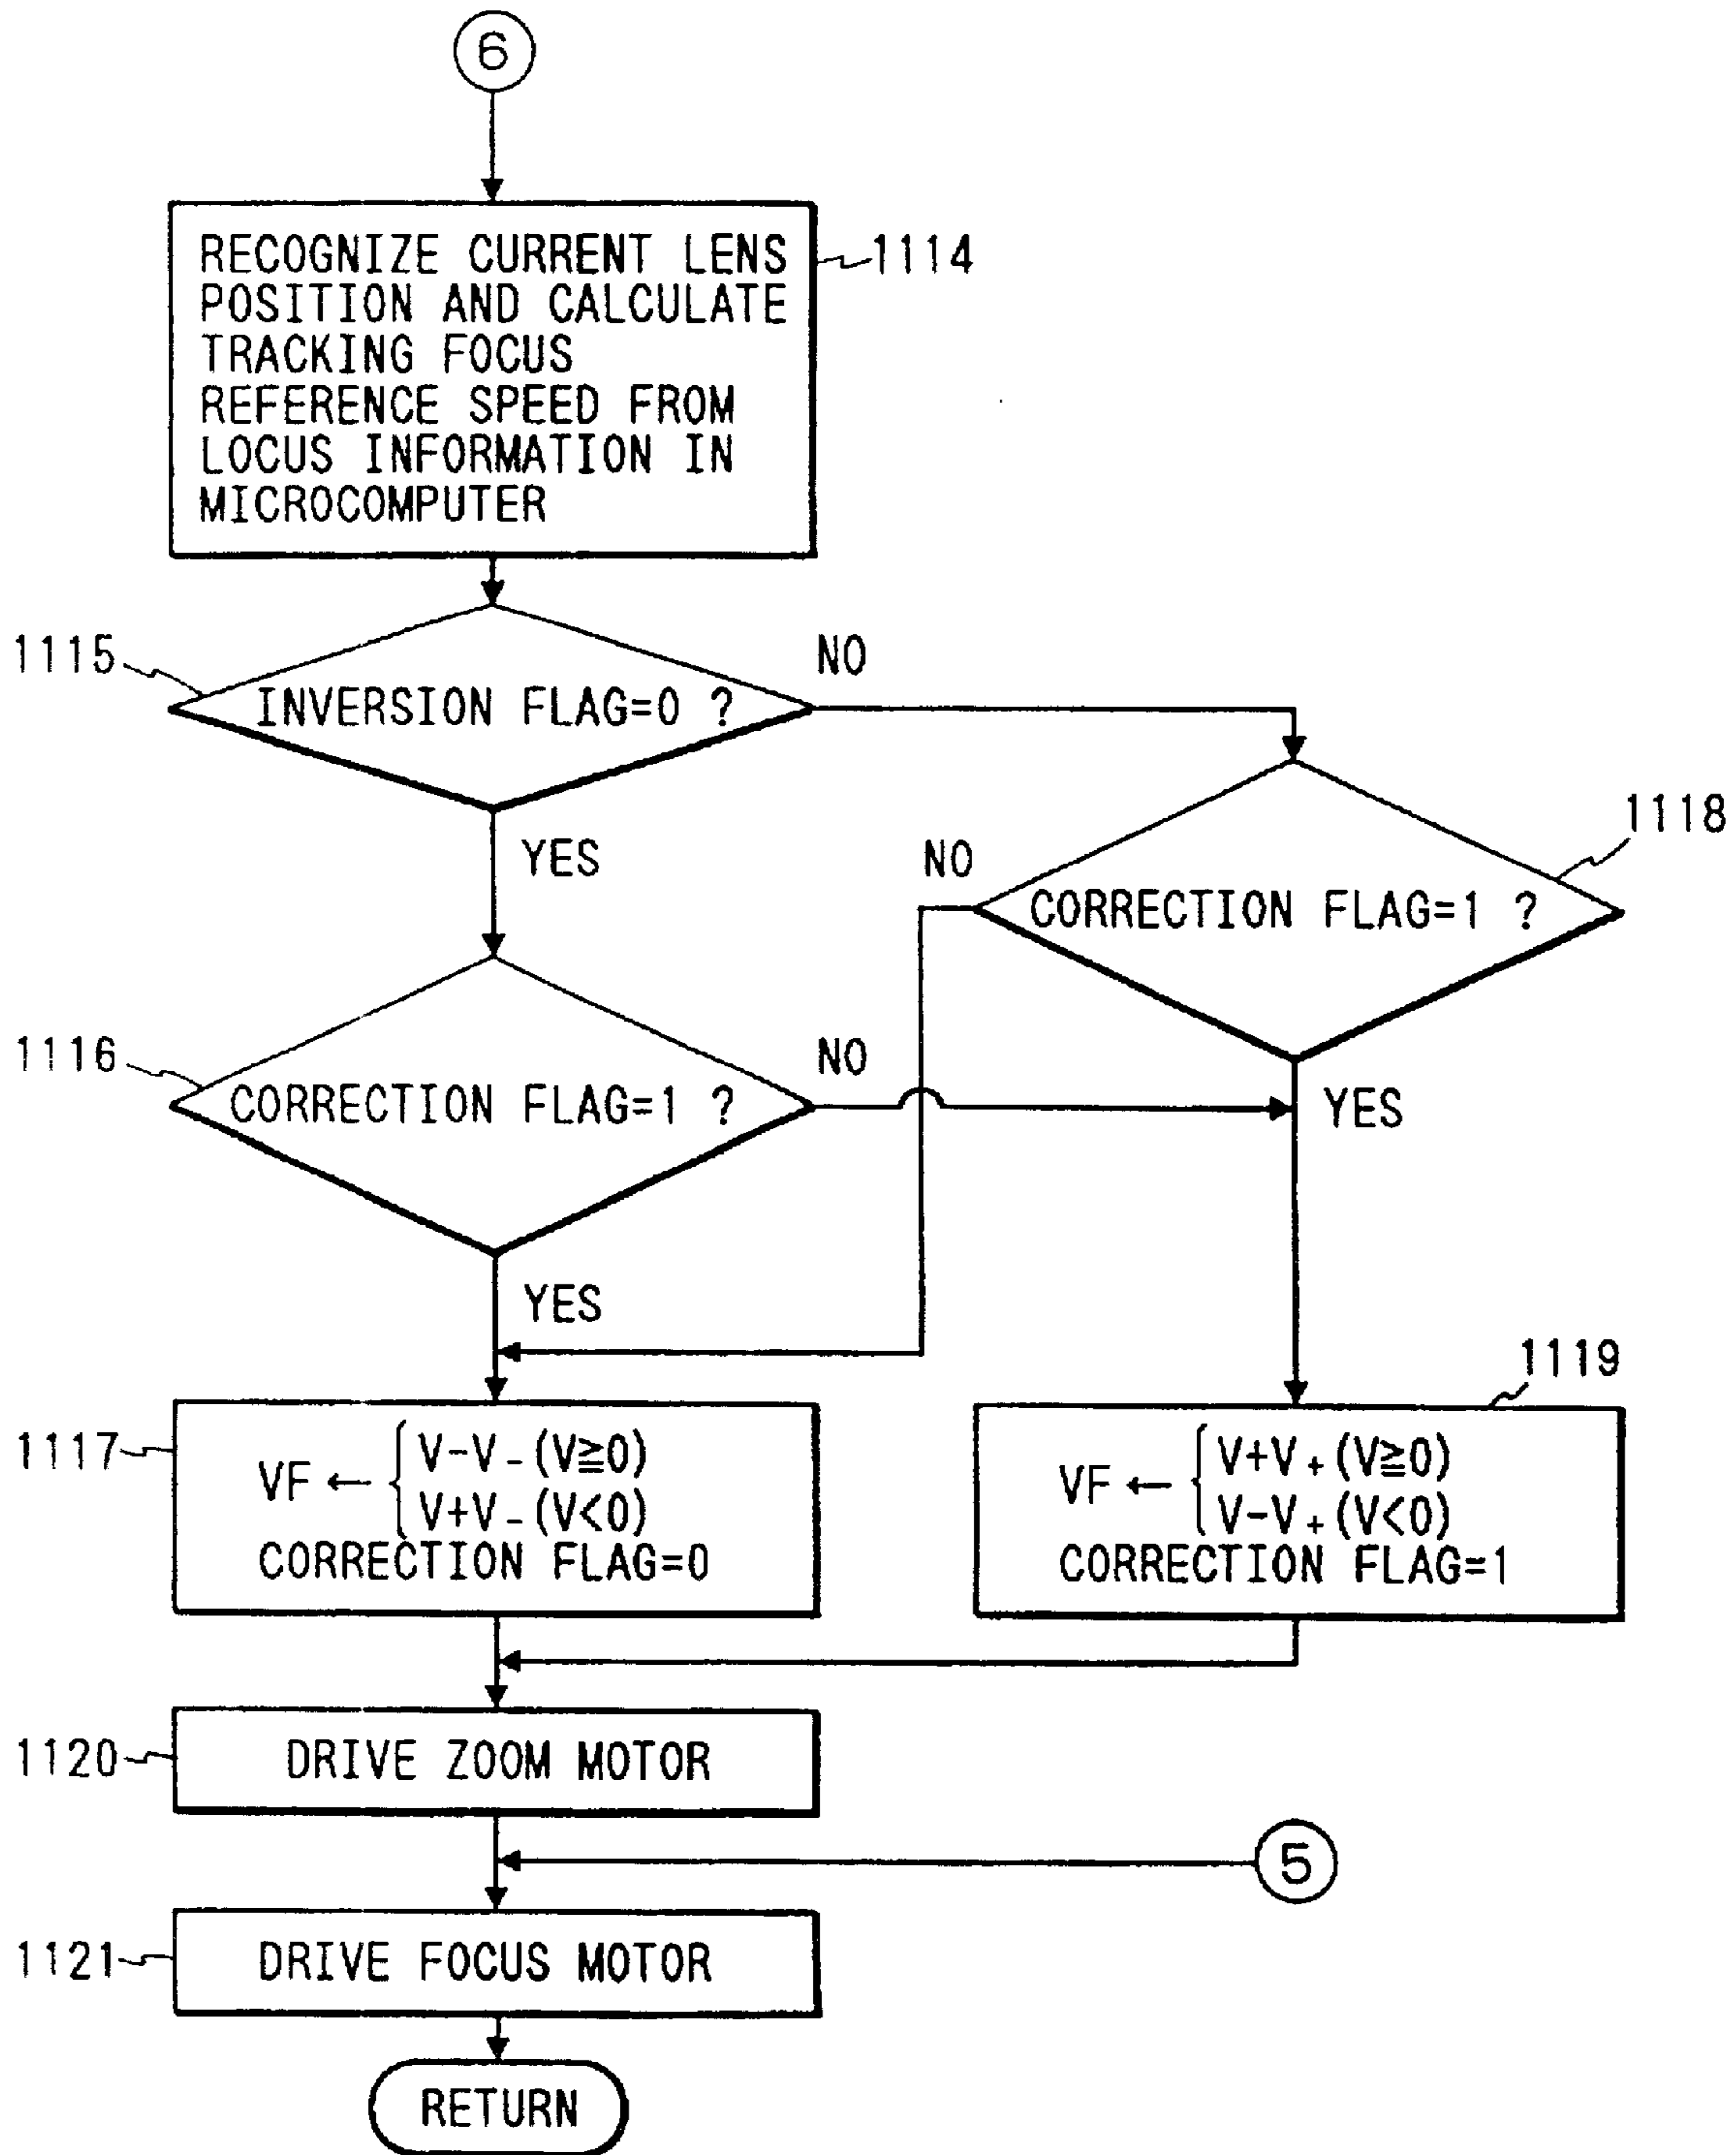 6
RECOGNIZE CURRENT LENS
POSITION AND CALCULATE
TRACKING FOCUS
REFERENCE SPEED FROM
LOCUS INFORMATION IN
MICROCOMPUTER
1114
1115
INVERSION FLAG=0 ?
NO
YES
1118
CORRECTION FLAG=1 ?
NO
YES
1116
CORRECTION FLAG=1 ?
NO
YES
1117
VF ← { V-V₋ (V≧0)
V+V₋ (V<0)
CORRECTION FLAG=0
1119
VF ← { V+V₊ (V≧0)
V-V₊ (V<0)
CORRECTION FLAG=1
1120
DRIVE ZOOM MOTOR
5
1121
DRIVE FOCUS MOTOR
RETURN